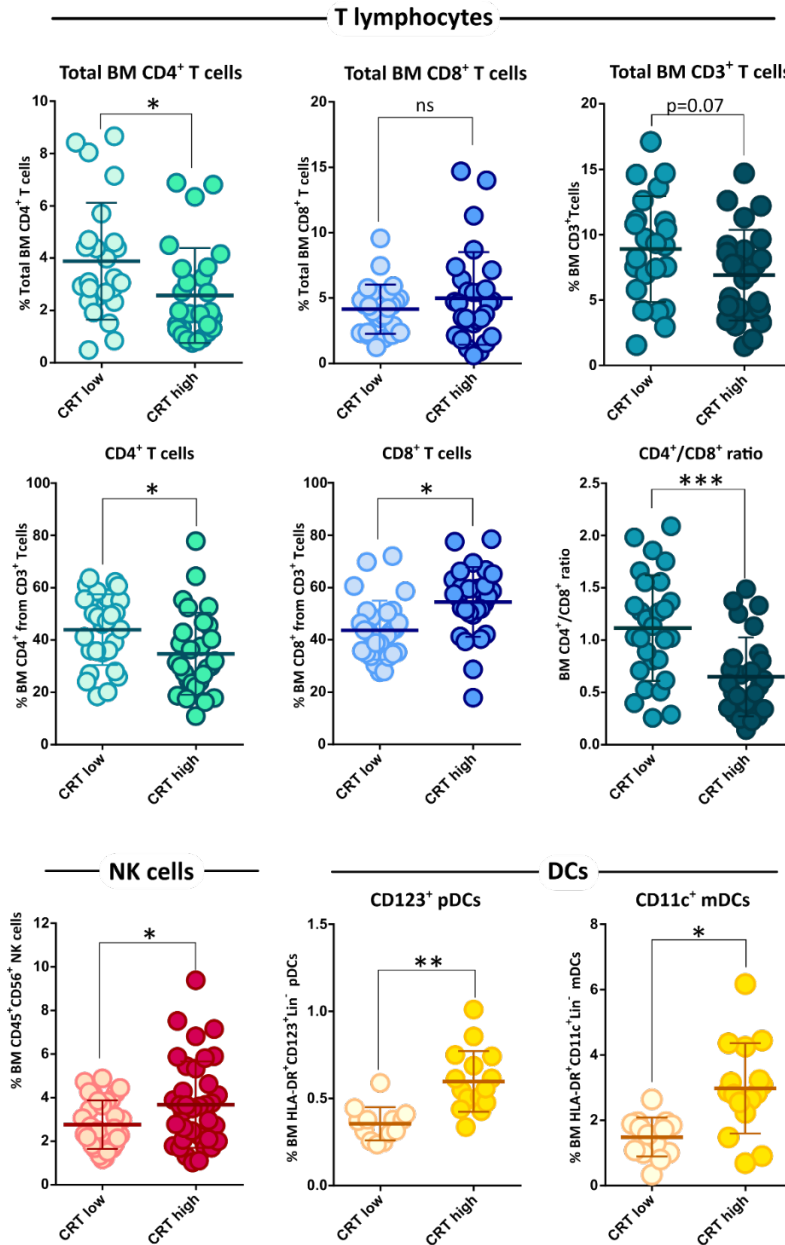 T lymphocytes
Total BM CD4⁺ T cells
% Total BM CD4⁺ T cells
10
8
6
4
2
0
*
CRT low
CRT high
Total BM CD8⁺ T cells
% Total BM CD8⁺ T cells
20
15
10
5
0
ns
CRT low
CRT high
Total BM CD3⁺ T cells
% BM CD3⁺Tcells
20
15
10
5
0
p=0.07
CRT low
CRT high
CD4⁺ T cells
% BM CD4⁺ from CD3⁺ Tcells
100
80
60
40
20
0
*
CRT low
CRT high
CD8⁺ T cells
% BM CD8⁺ from CD3⁺ Tcells
100
80
60
40
20
0
*
CRT low
CRT high
CD4⁺/CD8⁺ ratio
BM CD4⁺/CD8⁺ ratio
2.5
2.0
1.5
1.0
0.5
0.0
***
CRT low
CRT high
NK cells
% BM CD45⁺CD56⁺ NK cells
12
10
8
6
4
2
0
*
CRT low
CRT high
DCs
CD123⁺ pDCs
% BM HLA-DR⁺CD123⁺Lin⁻ pDCs
1.5
1.0
0.5
0.0
**
CRT low
CRT high
CD11c⁺ mDCs
% BM HLA-DR⁺CD11c⁺Lin⁻ mDCs
8
6
4
2
0
*
CRT low
CRT high